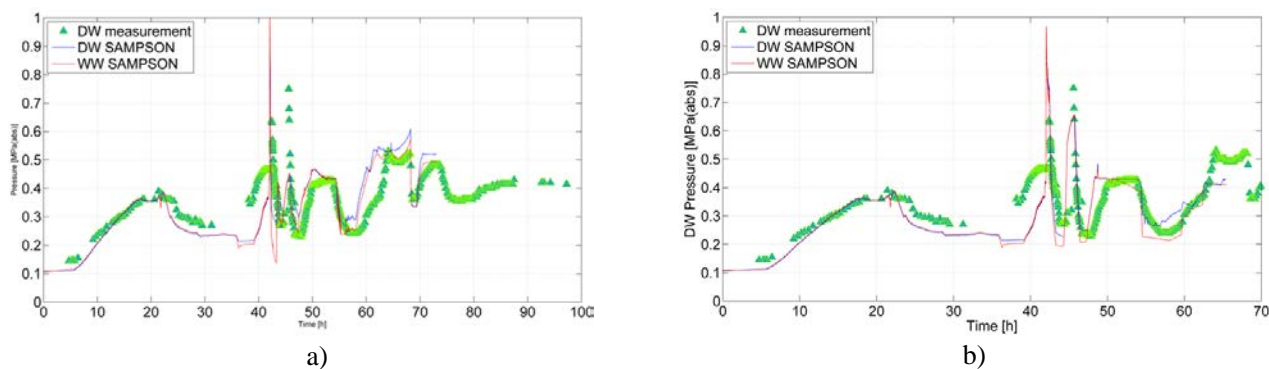 DW measurement
DW SAMPSON
WW SAMPSON
Pressure [MPa(abs)]
1
0.9
0.8
0.7
0.6
0.5
0.4
0.3
0.2
0.1
0
0 10 20 30 40 50 60 70 80 90 100
Time [h]
a)
DW measurement
DW SAMPSON
WW SAMPSON
DW Pressure [MPa(abs)]
1
0.9
0.8
0.7
0.6
0.5
0.4
0.3
0.2
0.1
0
0 10 20 30 40 50 60 70
Time [h]
b)